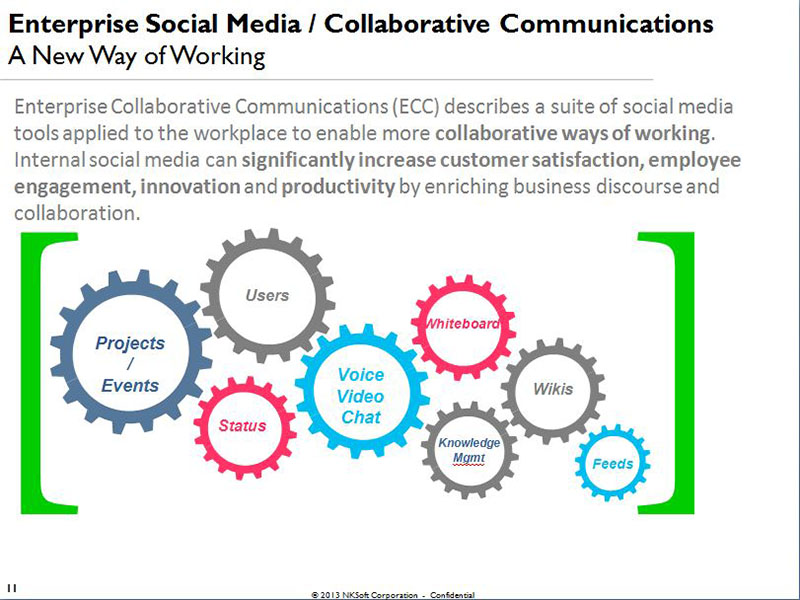 Enterprise Social Media / Collaborative Communications
A New Way of Working
Enterprise Collaborative Communications (ECC) describes a suite of social media
tools applied to the workplace to enable more collaborative ways of working.
Internal social media can significantly increase customer satisfaction, employee
engagement, innovation and productivity by enriching business discourse and
collaboration.
Projects
/
Events
Users
Status
Voice
Video
Chat
Whiteboard
Wikis
Knowledge
Mgmt
Feeds
11
© 2013 NKSoft Corporation - Confidential